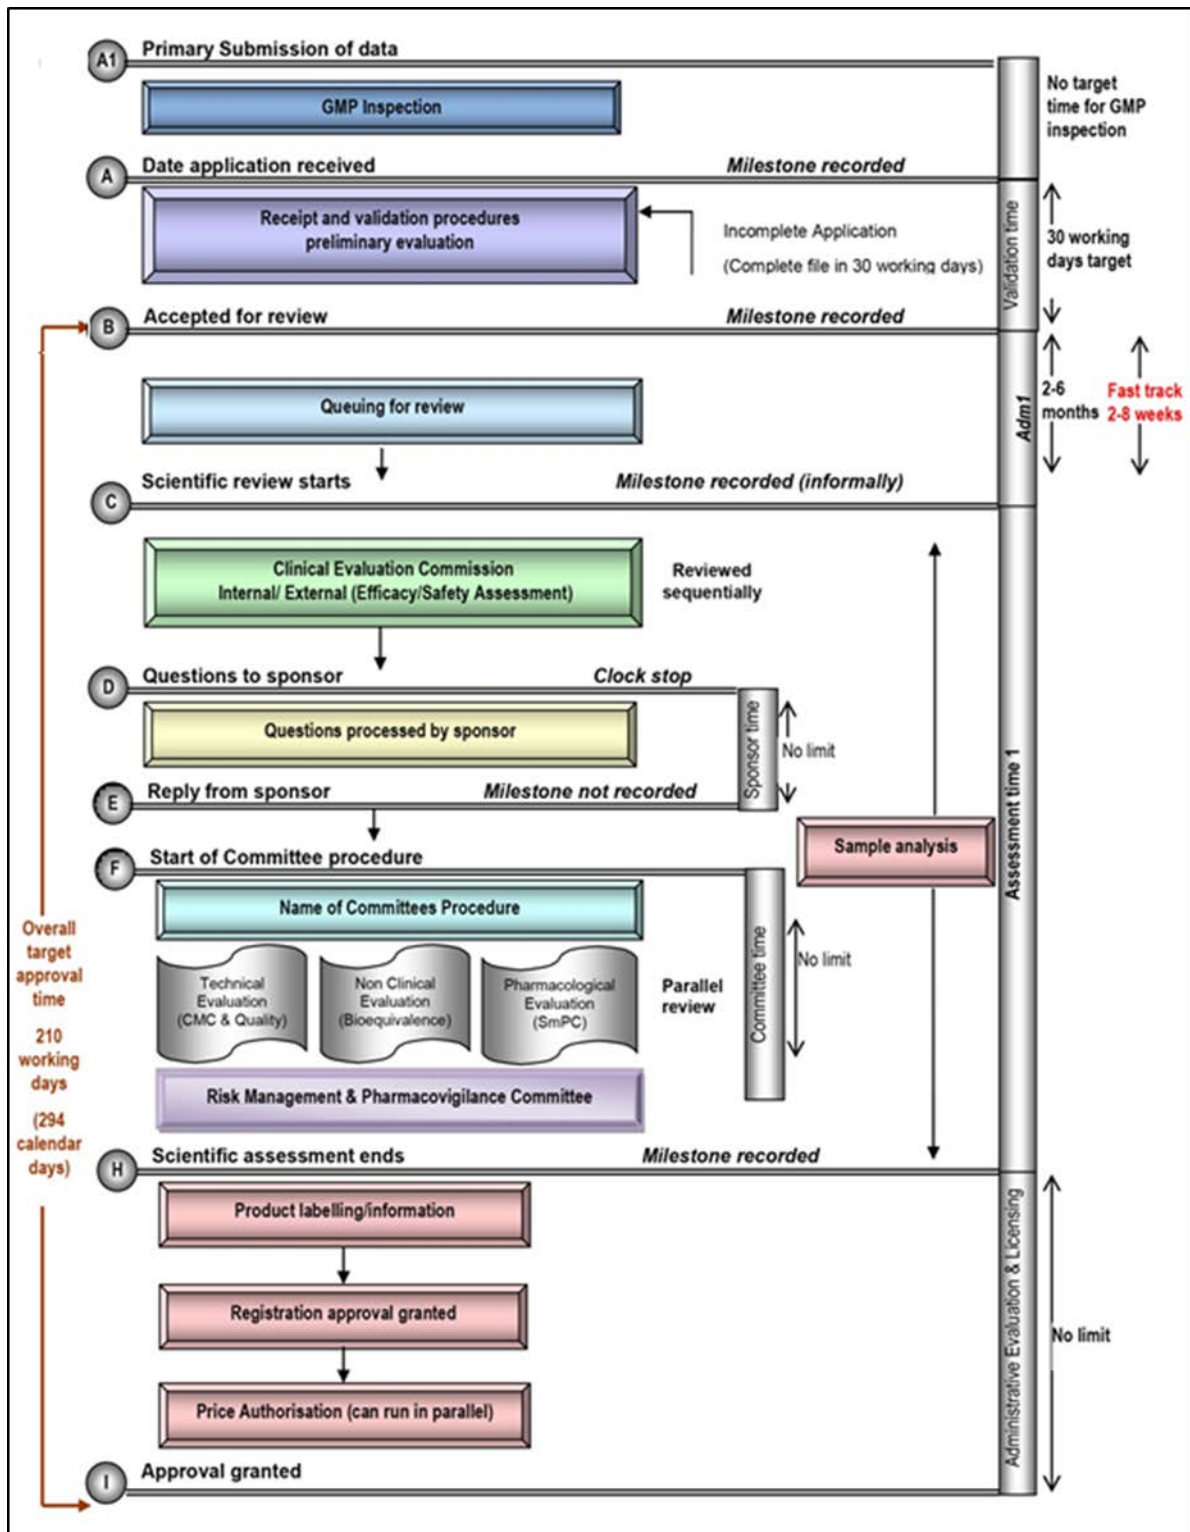 A1
Primary Submission of data
GMP Inspection
No target
time for GMP
inspection
A
Date application received
Milestone recorded
Receipt and validation procedures
preliminary evaluation
Incomplete Application
(Complete file in 30 working days)
Validation time
30 working
days target
B
Accepted for review
Milestone recorded
Queuing for review
Adm1
2-6
months
Fast track
2-8 weeks
C
Scientific review starts
Milestone recorded (informally)
Clinical Evaluation Commission
Internal/ External (Efficacy/Safety Assessment)
Reviewed
sequentially
D
Questions to sponsor
Clock stop
Questions processed by sponsor
Sponsor time
No limit
E
Reply from sponsor
Milestone not recorded
Sample analysis
Assessment time 1
F
Start of Committee procedure
Name of Committees Procedure
Technical
Evaluation
(CMC & Quality)
Non Clinical
Evaluation
(Bioequivalence)
Pharmacological
Evaluation
(SmPC)
Parallel
review
Committee time
No limit
Risk Management & Pharmacovigilance Committee
Overall
target
approval
time
210
working
days
(294
calendar
days)
H
Scientific assessment ends
Milestone recorded
Product labelling/information
Registration approval granted
Price Authorisation (can run in parallel)
Administrative Evaluation & Licensing
No limit
I
Approval granted